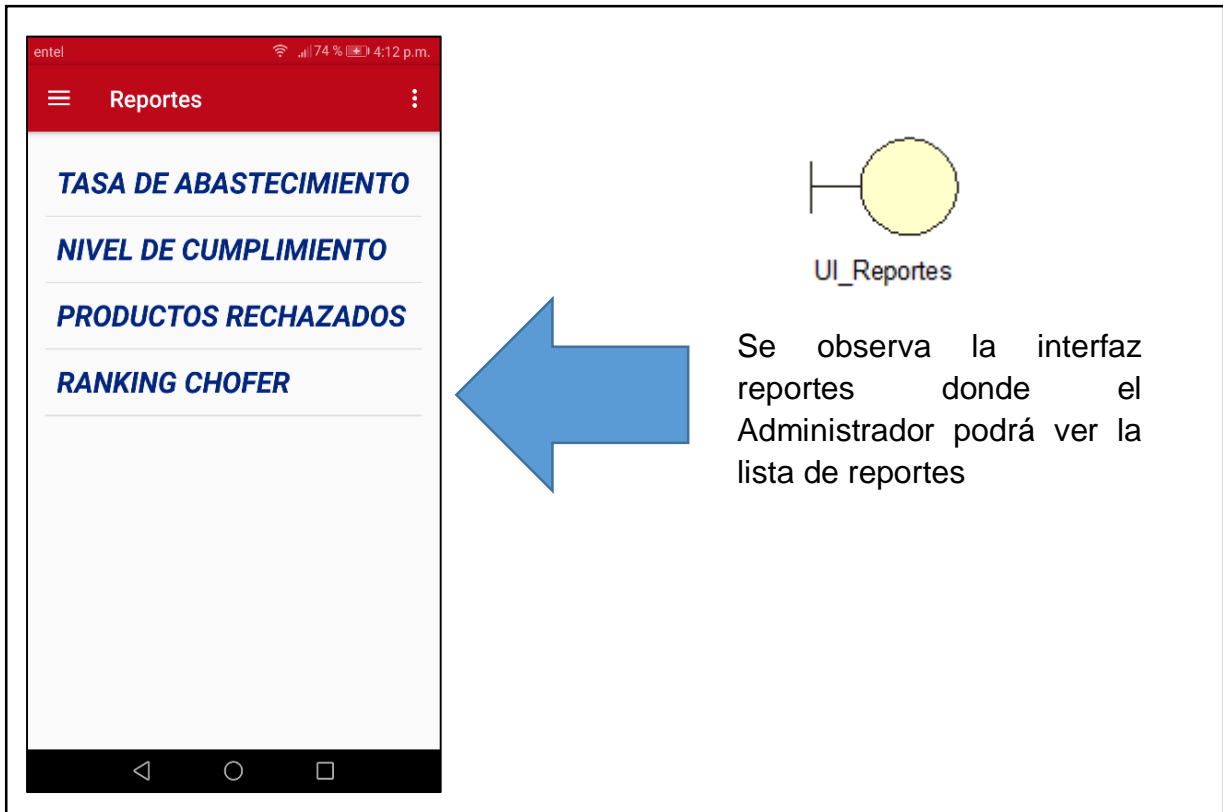 entel 74 % 4:12 p.m.
Reportes
TASA DE ABASTECIMIENTO
NIVEL DE CUMPLIMIENTO
PRODUCTOS RECHAZADOS
RANKING CHOFER
UI_Reportes
Se observa la interfaz
reportes donde el
Administrador podrá ver la
lista de reportes